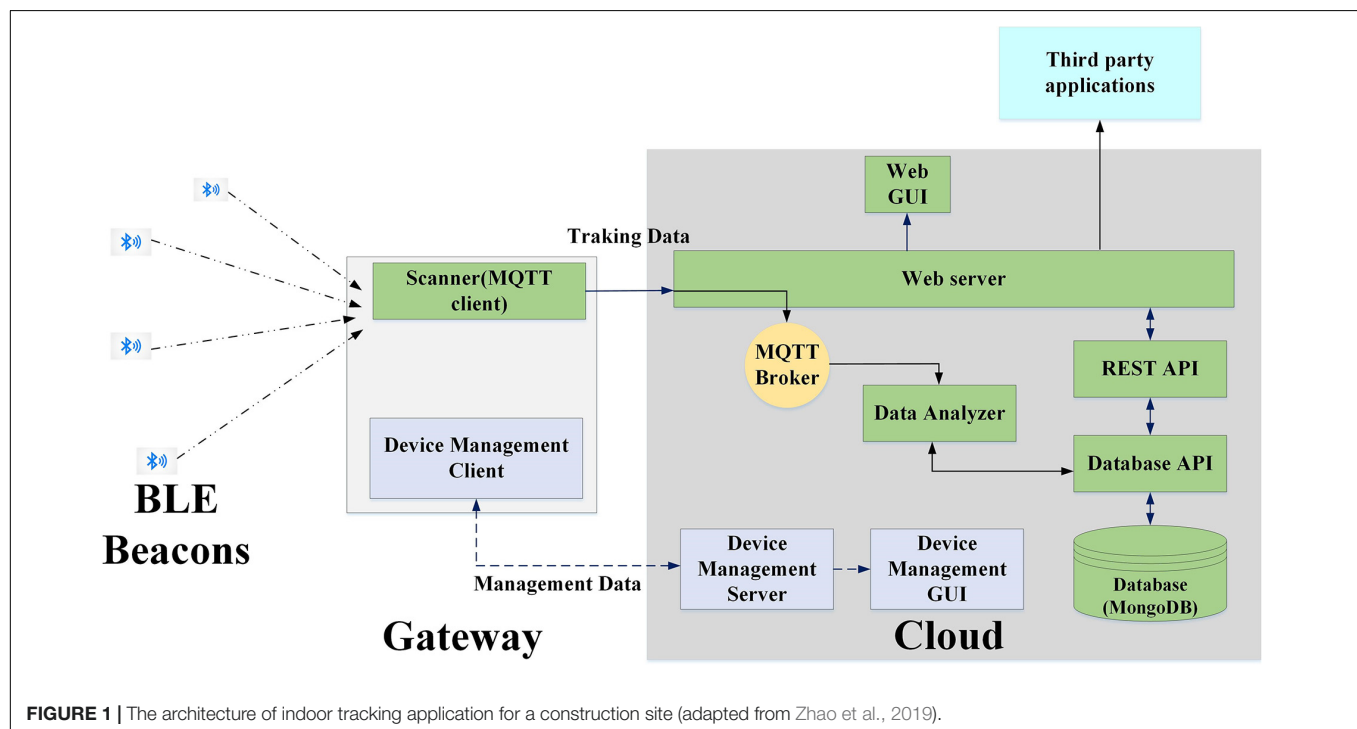 Third party
applications
Web
GUI
Traking Data
Scanner(MQTT
client)
Web server
MQTT
Broker
REST API
Data Analyzer
Device Management
Client
Database API
BLE
Beacons
Device
Management
Server
Device
Management
GUI
Management Data
Database
(MongoDB)
Gateway
Cloud
FIGURE 1 | The architecture of indoor tracking application for a construction site (adapted from Zhao et al., 2019).